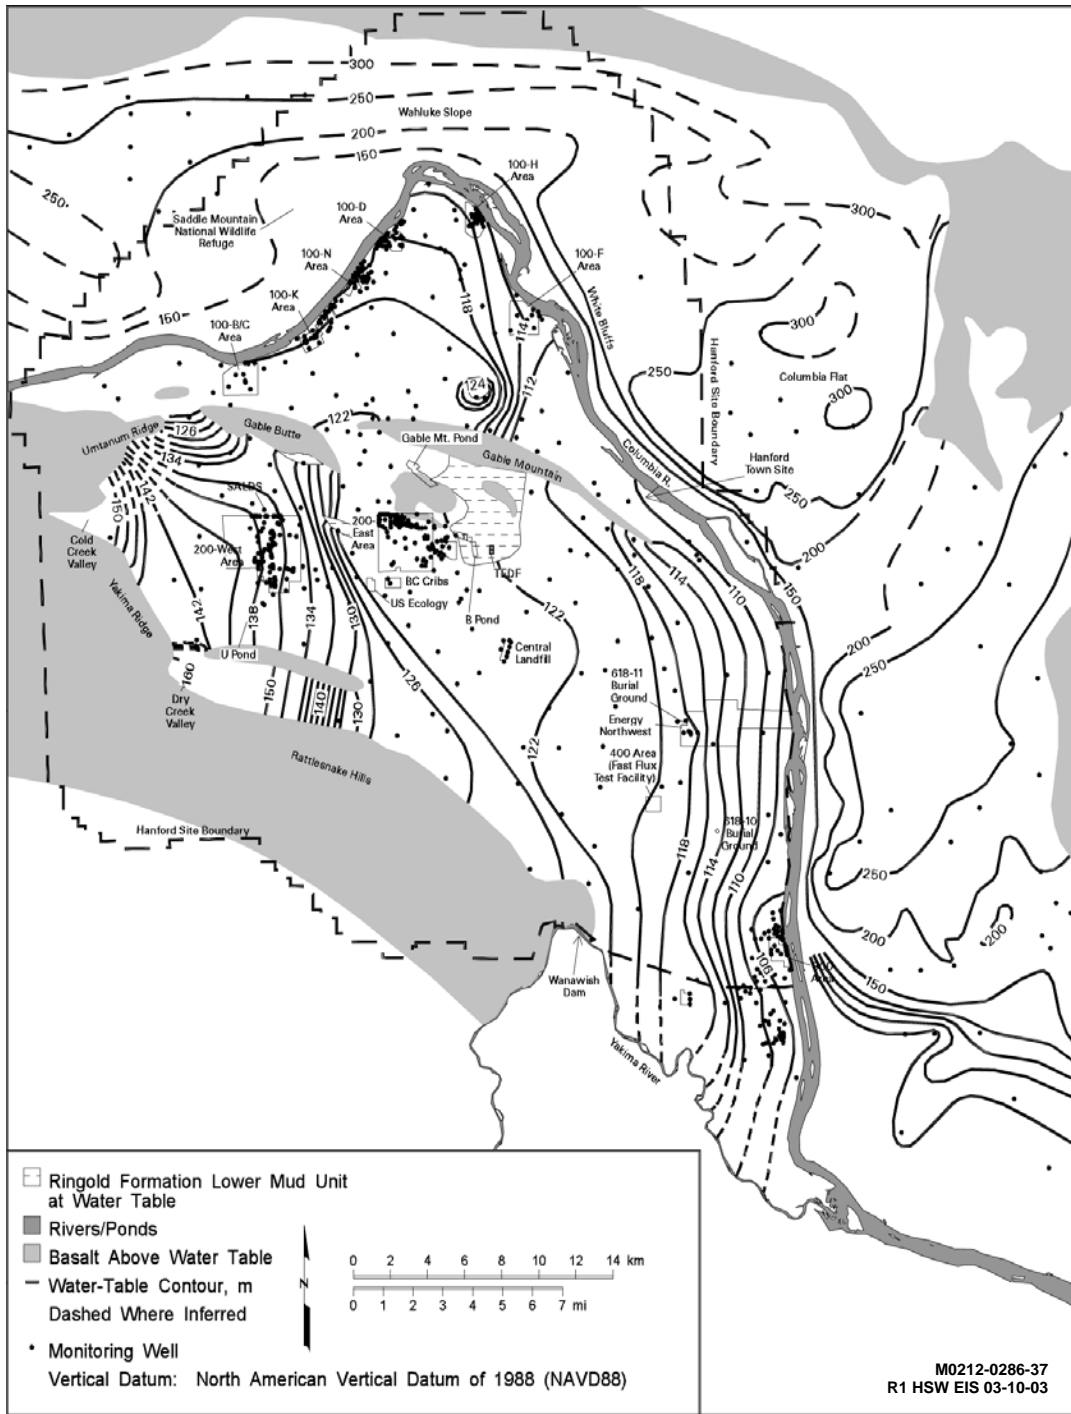 300
250
Wahluke Slope
200
150
100-H
Area
100-D
Area
250
Saddle Mountain
National Wildlife
Refuge
300
100-N
Area
100-F
Area
100-K
Area
118
White Bluffs
150
100-B/C
Area
114
300
Hanford Site Boundary
112
250
Columbia Flat
124
300
122
126
Umtanum Ridge
Gable Butte
Gable Mt. Pond
134
Gable Mountain
Columbia R.
Hanford
Town Site
142
SALDS
250
150
200-
East
Area
200
Cold
Creek
Valley
200-West
Area
118
114
TEDF
110
150
BC Cribs
US Ecology
122
Yakima Ridge
142
138
134
130
B Pond
200
U Pond
Central
Landfill
250
160
126
618-11
Burial
Ground
150
140
130
Dry
Creek
Valley
Energy
Northwest
122
400 Area
(Fast Flux
Test Facility)
Rattlesnake Hills
618-10
Burial
Ground
Hanford Site Boundary
118
114
110
250
200
200
106
150
Area
Wanawish
Dam
Yakima River
Ringold Formation Lower Mud Unit
at Water Table
Rivers/Ponds
Basalt Above Water Table
Water-Table Contour, m
Dashed Where Inferred
Monitoring Well
Vertical Datum: North American Vertical Datum of 1988 (NAVD88)
N
0 2 4 6 8 10 12 14 km
0 1 2 3 4 5 6 7 mi
M0212-0286-37
R1 HSW EIS 03-10-03